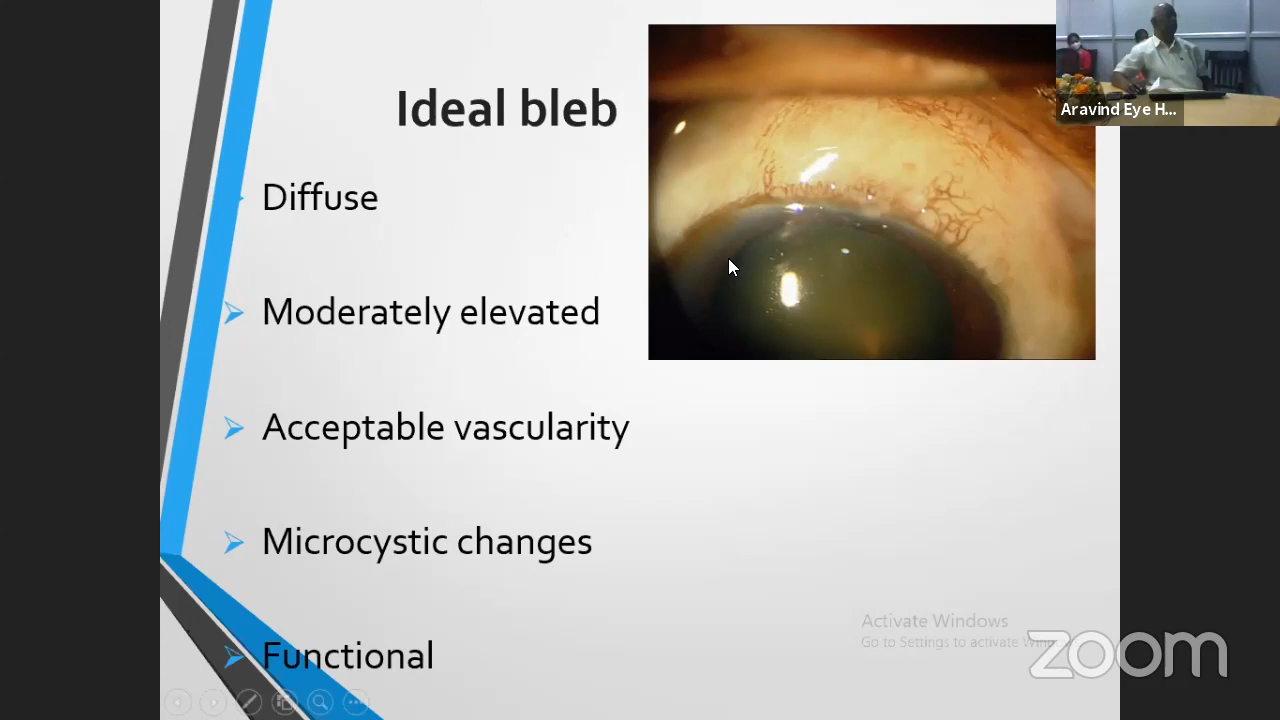 Ideal bleb
Aravind Eye H...
Diffuse
Moderately elevated
Acceptable vascularity
Microcystic changes
Functional
Activate Windows
Go to Settings to activate
zoom